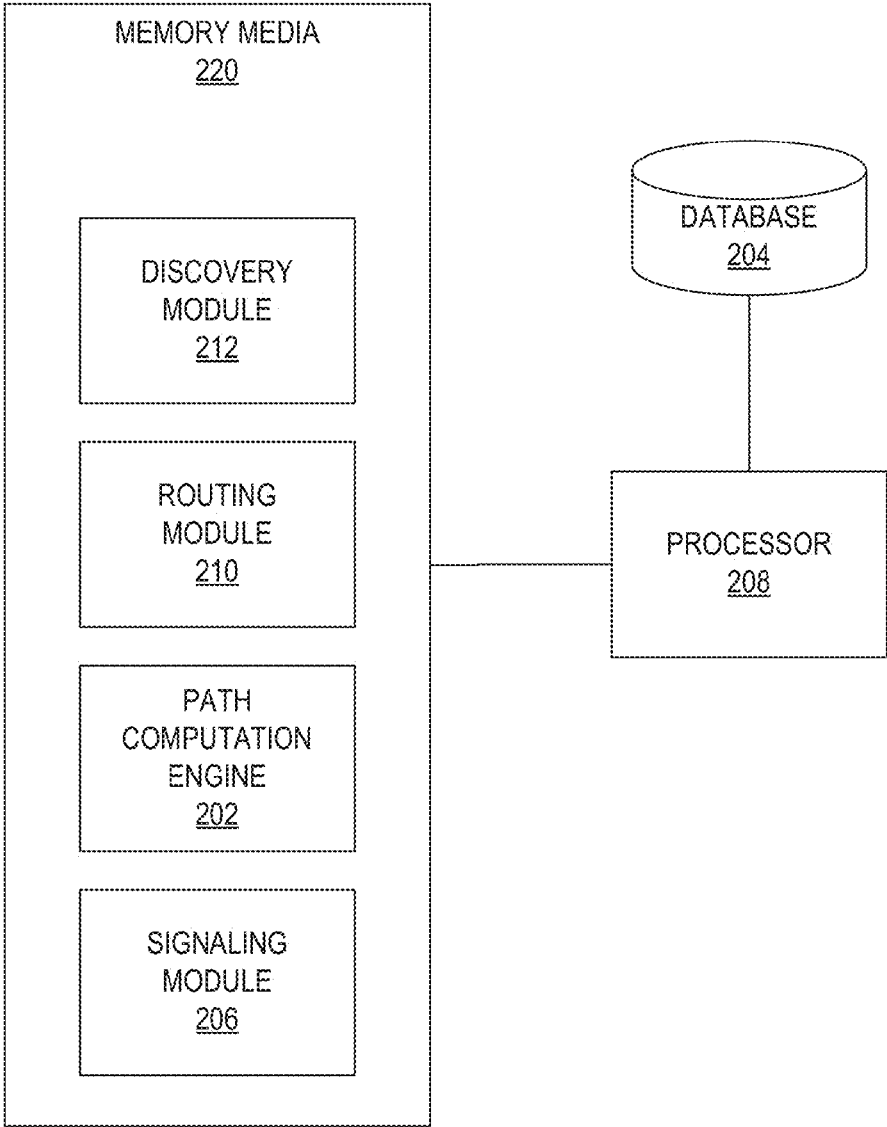 MEMORY MEDIA
220
DISCOVERY
MODULE
212
ROUTING
MODULE
210
PATH
COMPUTATION
ENGINE
202
SIGNALING
MODULE
206
DATABASE
204
PROCESSOR
208